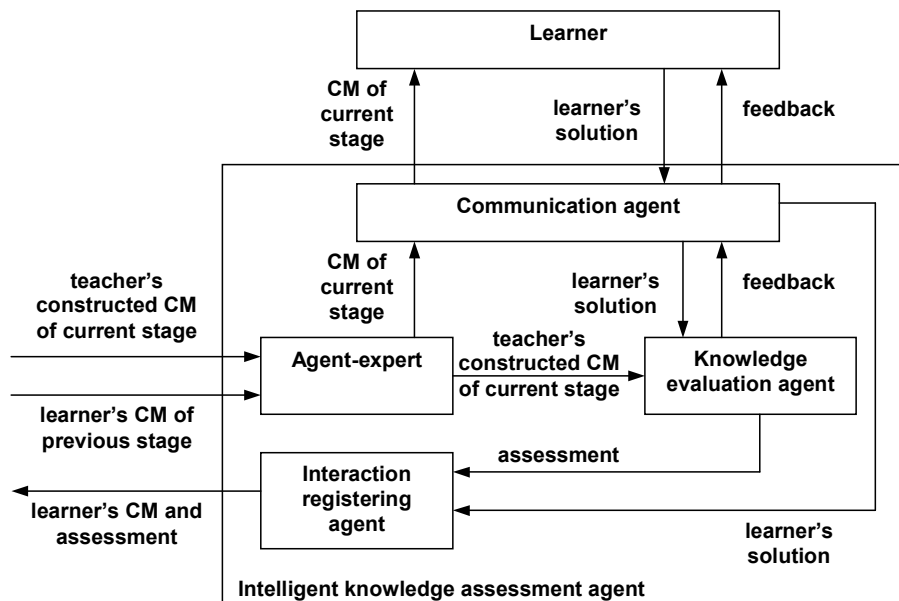 Learner
CM of
current
stage
learner's
solution
feedback
Communication agent
CM of
current
stage
learner's
solution
feedback
teacher's
constructed CM
of current stage
Agent-expert
teacher's
constructed CM
of current stage
Knowledge
evaluation agent
learner's CM of
previous stage
assessment
Interaction
registering
agent
learner's CM and
assessment
learner's
solution
Intelligent knowledge assessment agent